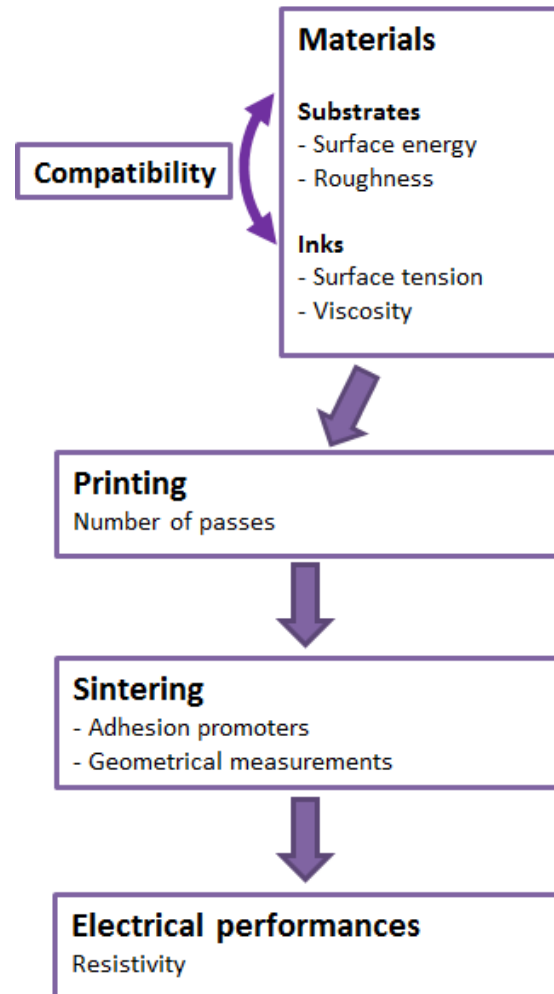 Materials
Substrates
- Surface energy
- Roughness
Compatibility
Inks
- Surface tension
- Viscosity
Printing
Number of passes
Sintering
- Adhesion promoters
- Geometrical measurements
Electrical performances
Resistivity